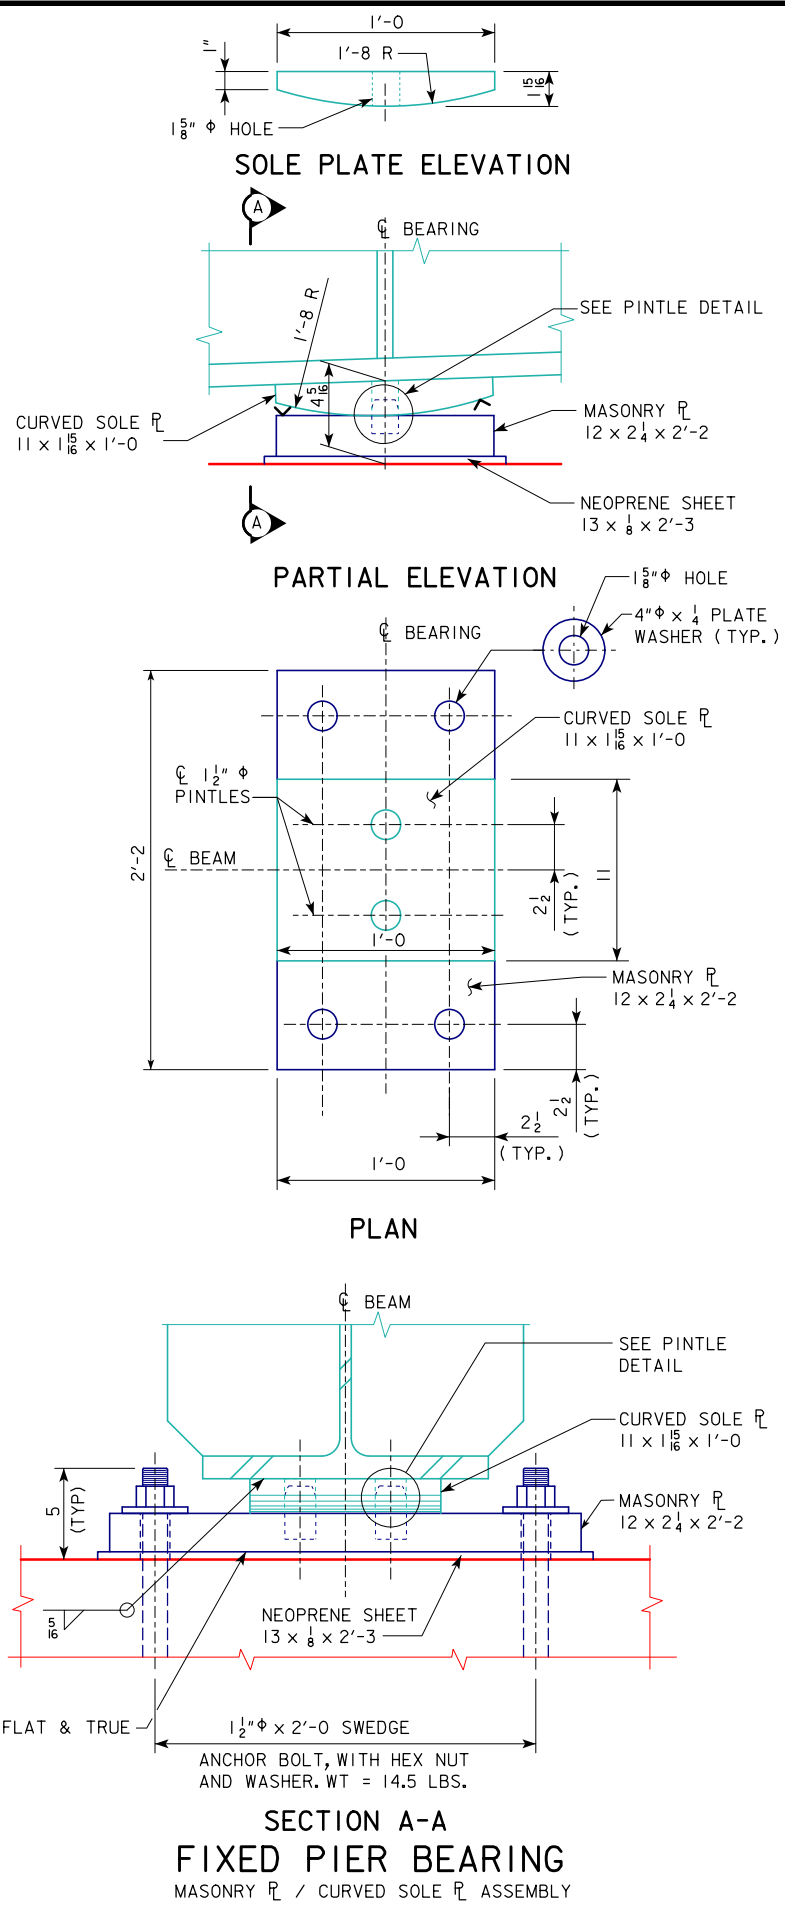 1'-0
1"
1'-8 R
1 15/16
1 5/8" Φ HOLE
SOLE PLATE ELEVATION
A
℄ BEARING
1'-8 R
SEE PINTLE DETAIL
4 5/16
CURVED SOLE ⅊
11 x 1 15/16 x 1'-0
MASONRY ⅊
12 x 2 1/4 x 2'-2
NEOPRENE SHEET
13 x 1/8 x 2'-3
A
PARTIAL ELEVATION
1 5/8" Φ HOLE
4" Φ x 1/4 PLATE
WASHER (TYP.)
℄ BEARING
CURVED SOLE ⅊
11 x 1 15/16 x 1'-0
℄ 1 1/2" Φ
PINTLES
2'-2
℄ BEAM
2 1/2
(TYP.)
11
1'-0
MASONRY ⅊
12 x 2 1/4 x 2'-2
2 1/2
(TYP.)
2 1/2
(TYP.)
1'-0
PLAN
℄ BEAM
SEE PINTLE
DETAIL
CURVED SOLE ⅊
11 x 1 15/16 x 1'-0
5
(TYP)
MASONRY ⅊
12 x 2 1/4 x 2'-2
5/16
NEOPRENE SHEET
13 x 1/8 x 2'-3
FLAT & TRUE
1 1/2" Φ x 2'-0 SWEDGE
ANCHOR BOLT, WITH HEX NUT
AND WASHER. WT = 14.5 LBS.
SECTION A-A
FIXED PIER BEARING
MASONRY ⅊ / CURVED SOLE ⅊ ASSEMBLY